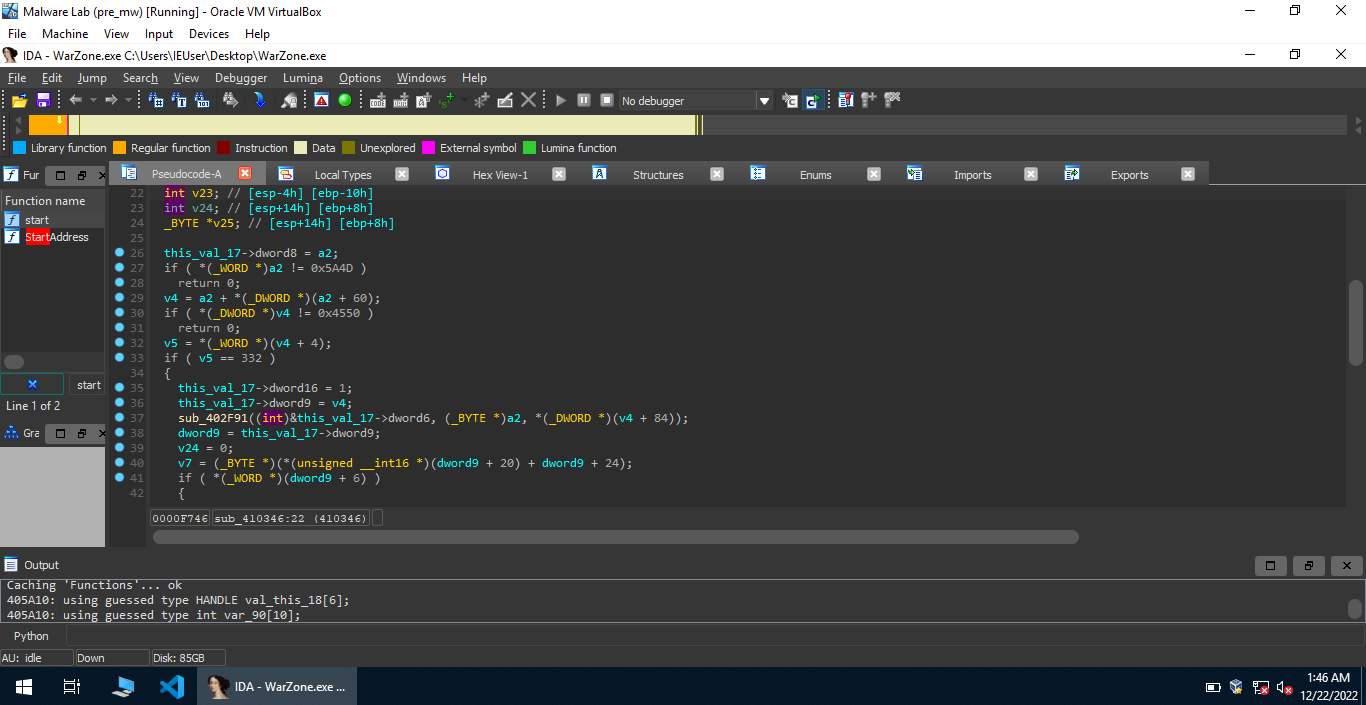 Malware Lab (pre_mw) [Running] - Oracle VM VirtualBox
File Machine View Input Devices Help
IDA - WarZone.exe C:\Users\IEUser\Desktop\WarZone.exe
File Edit Jump Search View Debugger Lumina Options Windows Help
No debugger
Library function Regular function Instruction Data Unexplored External symbol Lumina function
Fur Pseudocode-A Local Types Hex View-1 Structures Enums Imports Exports
Function name
start
StartAddress
22 int v23; // [esp-4h] [ebp-10h]
23 int v24; // [esp+14h] [ebp+8h]
24 _BYTE *v25; // [esp+14h] [ebp+8h]
25
26 this_val_17->dword8 = a2;
27 if ( *(_WORD *)a2 != 0x5A4D )
28 return 0;
29 v4 = a2 + *(_DWORD *)(a2 + 60);
30 if ( *(_DWORD *)v4 != 0x4550 )
31 return 0;
32 v5 = *(_WORD *)(v4 + 4);
33 if ( v5 == 332 )
34 {
35 this_val_17->dword16 = 1;
36 this_val_17->dword9 = v4;
37 sub_402F91((int)&this_val_17->dword6, (_BYTE *)a2, *(_DWORD *)(v4 + 84));
38 dword9 = this_val_17->dword9;
39 v24 = 0;
40 v7 = (_BYTE *)(*(unsigned __int16 *)(dword9 + 20) + dword9 + 24);
41 if ( *(_WORD *)(dword9 + 6) )
42 {
start
Line 1 of 2
Gra
0000F746 sub_410346:22 (410346)
Output
Caching 'Functions'... ok
405A10: using guessed type HANDLE val_this_18[6];
405A10: using guessed type int var_90[10];
Python
AU: idle Down Disk: 85GB
IDA - WarZone.exe ...
1:46 AM
12/22/2022